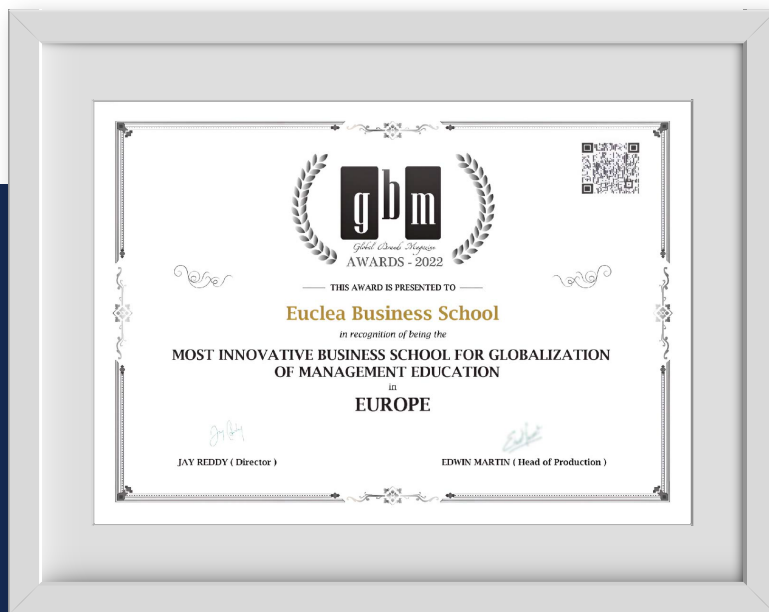 gbm
Global Brands Magazine
AWARDS - 2022
THIS AWARD IS PRESENTED TO
Euclea Business School
in recognition of being the
MOST INNOVATIVE BUSINESS SCHOOL FOR GLOBALIZATION
OF MANAGEMENT EDUCATION
in
EUROPE
JAY REDDY ( Director )
EDWIN MARTIN ( Head of Production )